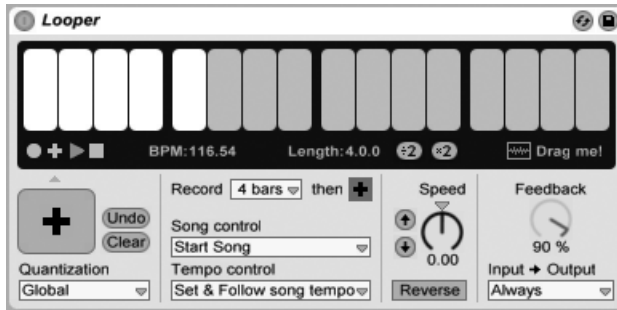 Looper
BPM:116.54 Length:4.0.0 ÷2 *2 Drag me!
Record 4 bars then
Speed
Feedback
Undo
Clear
Song control
Start Song
0.00
90 %
Quantization
Tempo control
Input → Output
Global
Set & Follow song tempo
Reverse
Always